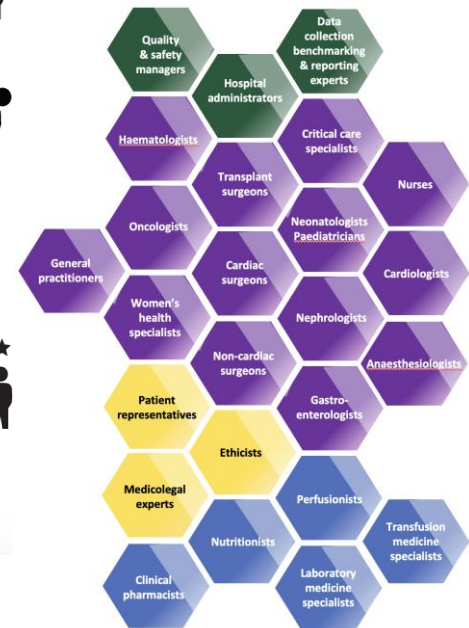 Quality
& safety
managers
Data
collection
benchmarking
& reporting
experts
Hospital
administrators
Haematologists
Critical care
specialists
Transplant
surgeons
Nurses
Oncologists
Neonatologists
Paediatricians
General
practitioners
Cardiac
surgeons
Cardiologists
Women's
health
specialists
Nephrologists
Non-cardiac
surgeons
Anaesthesiologists
Patient
representatives
Gastro-
enterologists
Ethicists
Medicolegal
experts
Perfusionists
Nutritionists
Transfusion
medicine
specialists
Clinical
pharmacists
Laboratory
medicine
specialists